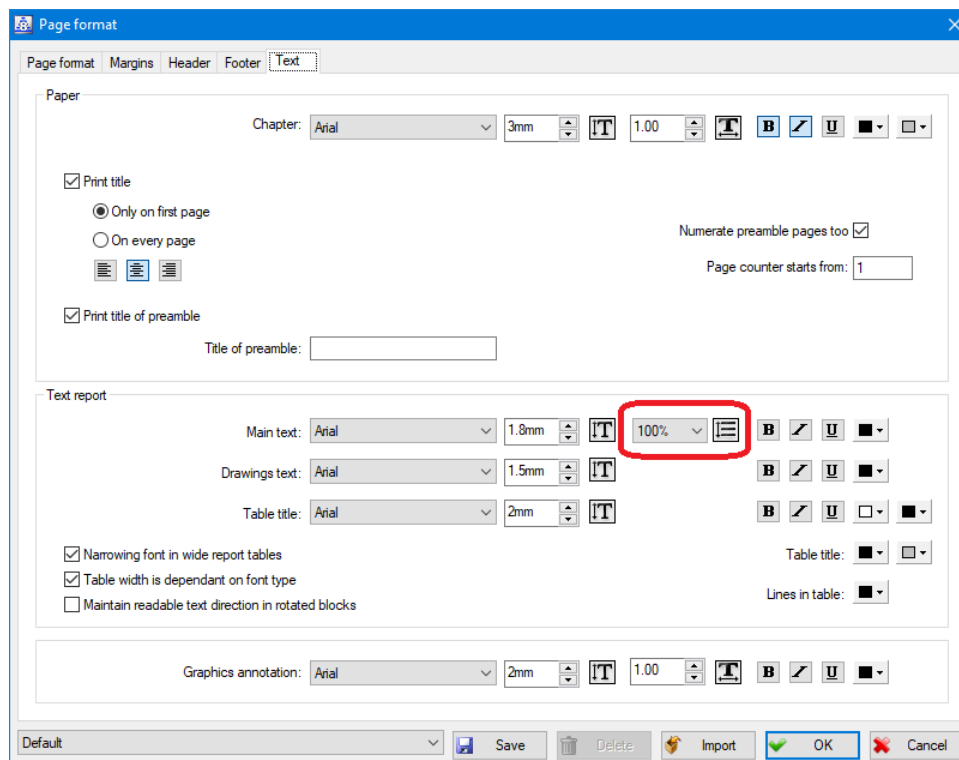 Page format
Page format Margins Header Footer Text
Paper
Chapter: Arial 3mm T 1.00 T B I U
Print title
Only on first page
On every page
Numerate preamble pages too
Page counter starts from: 1
Print title of preamble
Title of preamble:
Text report
Main text: Arial 1.8mm T 100% B I U
Drawings text: Arial 1.5mm T B I U
Table title: Arial 2mm T B I U
Narrowing font in wide report tables
Table title:
Table width is dependant on font type
Maintain readable text direction in rotated blocks
Lines in table:
Graphics annotation: Arial 2mm T 1.00 T B I U
Default Save Delete Import OK Cancel